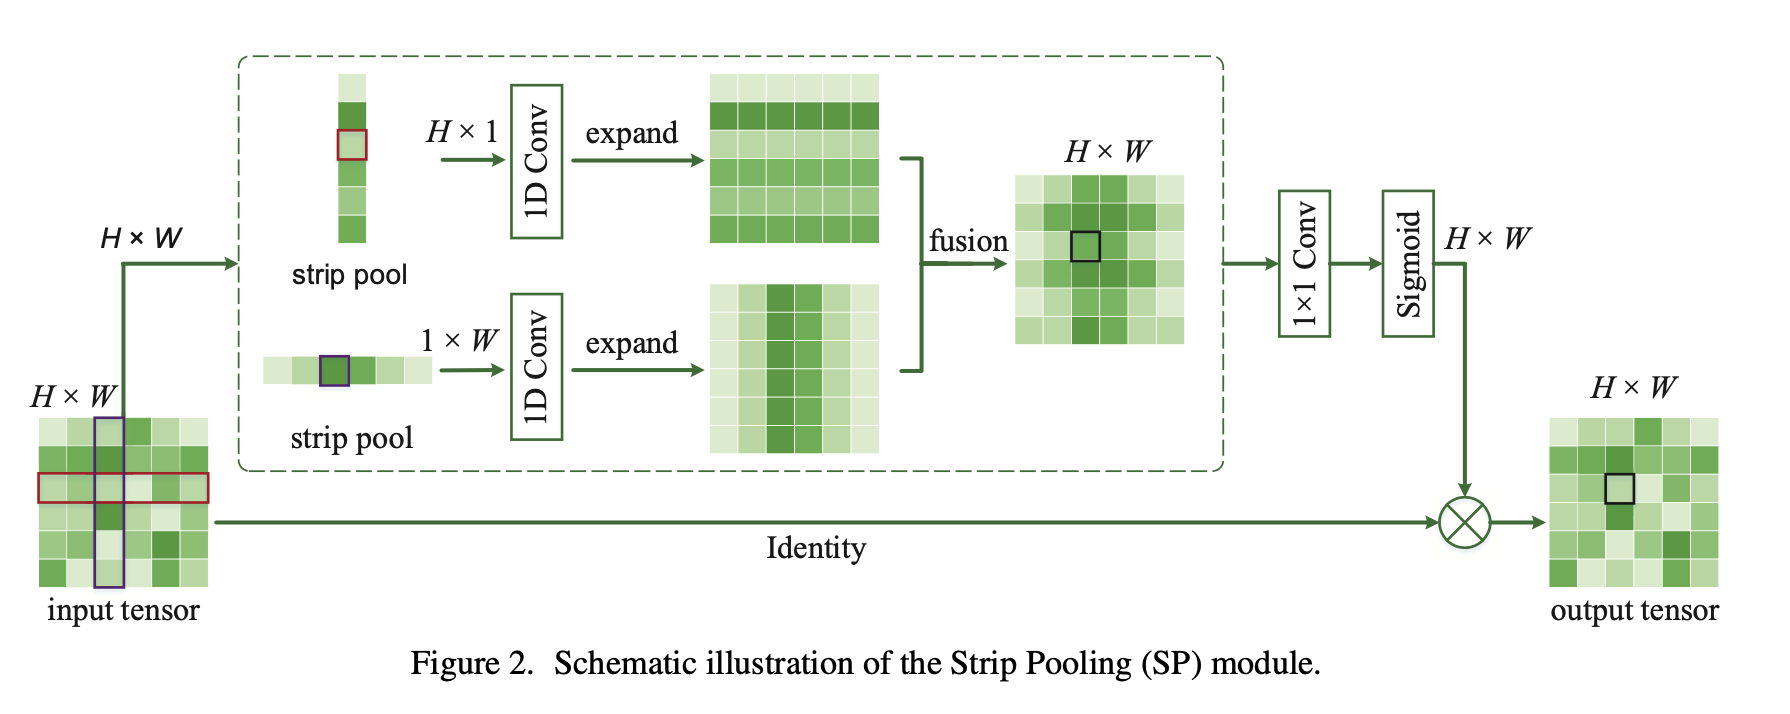 H × W
strip pool
H × 1
1D Conv
expand
strip pool
1 × W
1D Conv
expand
fusion
H × W
1×1 Conv
Sigmoid
H × W
H × W
input tensor
Identity
H × W
output tensor
Figure 2. Schematic illustration of the Strip Pooling (SP) module.